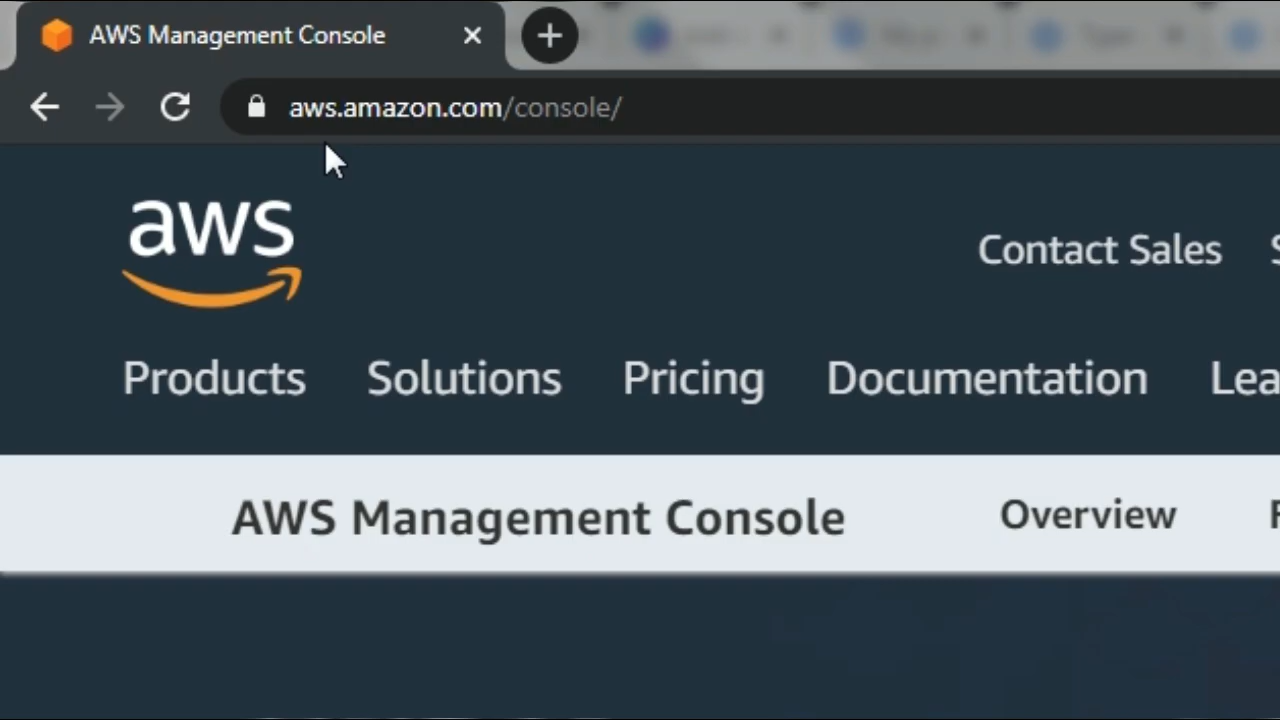 AWS Management Console
aws.amazon.com/console/
aws
Contact Sales
Products Solutions Pricing Documentation
AWS Management Console Overview